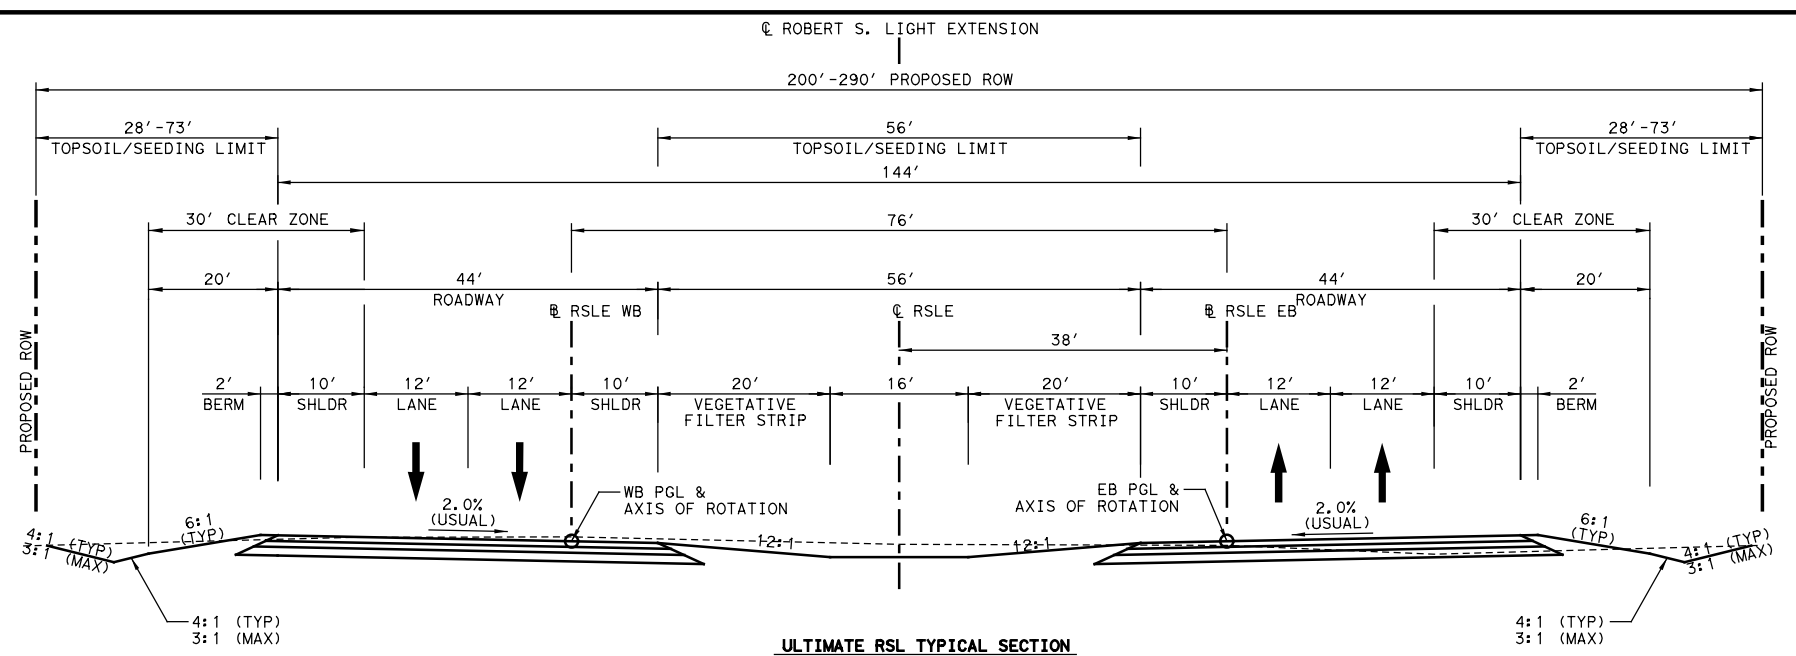 ℄ ROBERT S. LIGHT EXTENSION
200'-290' PROPOSED ROW
28'-73'
TOPSOIL/SEEDING LIMIT
56'
TOPSOIL/SEEDING LIMIT
28'-73'
TOPSOIL/SEEDING LIMIT
144'
30' CLEAR ZONE
76'
30' CLEAR ZONE
20'
44'
ROADWAY
56'
44'
ROADWAY
20'
BL RSLE WB
℄ RSLE
BL RSLE EB
38'
PROPOSED ROW
PROPOSED ROW
2'
BERM
10'
SHLDR
12'
LANE
12'
LANE
10'
SHLDR
20'
VEGETATIVE
FILTER STRIP
16'
20'
VEGETATIVE
FILTER STRIP
10'
SHLDR
12'
LANE
12'
LANE
10'
SHLDR
2'
BERM
WB PGL &
AXIS OF ROTATION
EB PGL &
AXIS OF ROTATION
2.0%
(USUAL)
2.0%
(USUAL)
4:1 (TYP)
3:1 (MAX)
6:1
(TYP)
12:1
12:1
6:1
(TYP)
4:1 (TYP)
3:1 (MAX)
4:1 (TYP)
3:1 (MAX)
4:1 (TYP)
3:1 (MAX)
ULTIMATE RSL TYPICAL SECTION